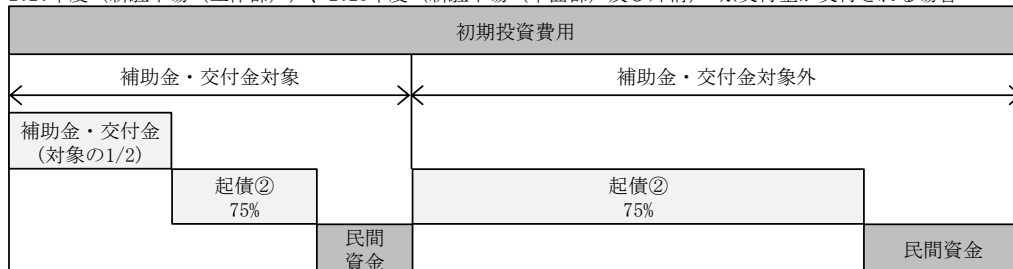 初期投資費用
補助金・交付金対象
補助金・交付金対象外
補助金・交付金
(対象の1/2)
起債②
75%
起債②
75%
民間
資金
民間資金